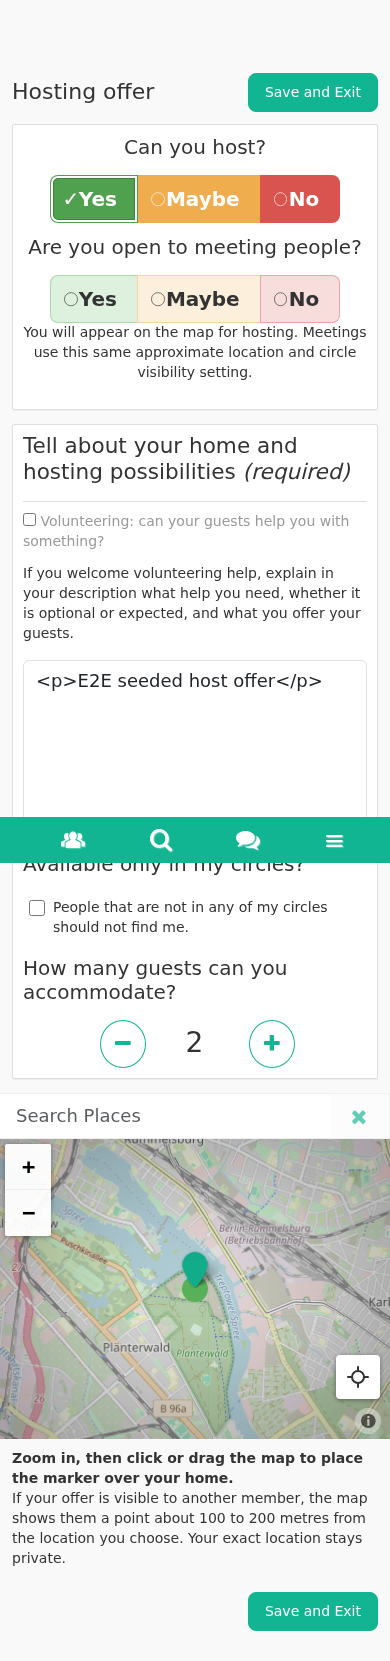 Hosting offer
Save and Exit
Can you host?
✓Yes
Maybe
No
Are you open to meeting people?
Yes
Maybe
No
You will appear on the map for hosting. Meetings
use this same approximate location and circle
visibility setting.
Tell about your home and
hosting possibilities (required)
Volunteering: can your guests help you with
something?
If you welcome volunteering help, explain in
your description what help you need, whether it
is optional or expected, and what you offer your
guests.
<p>E2E seeded host offer</p>
Available only in my circles?
People that are not in any of my circles
should not find me.
How many guests can you
accommodate?
2
Search Places
Rummelsburg
+
−
Berlin-Rummelsburg
(Betriebsbahnhof)
Puschkinallee
Treptower Spree
Karl
Plänterwald
Plänterwald
B 96a
Zoom in, then click or drag the map to place
the marker over your home.
If your offer is visible to another member, the map
shows them a point about 100 to 200 metres from
the location you choose. Your exact location stays
private.
Save and Exit